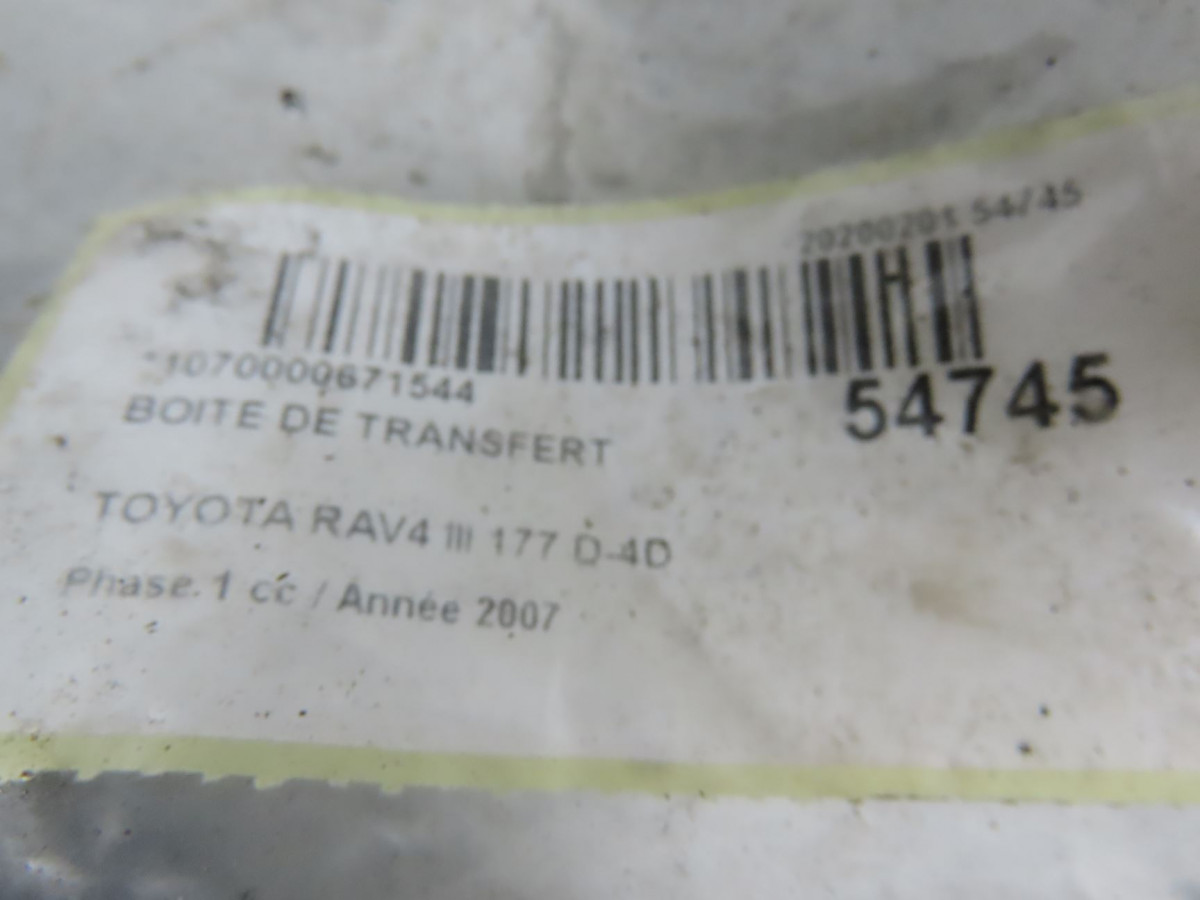 20200201 54745
*1070000671544
54745
BOITE DE TRANSFERT
TOYOTA RAV4 III 177 D-4D
Phase 1 cc / Année 2007